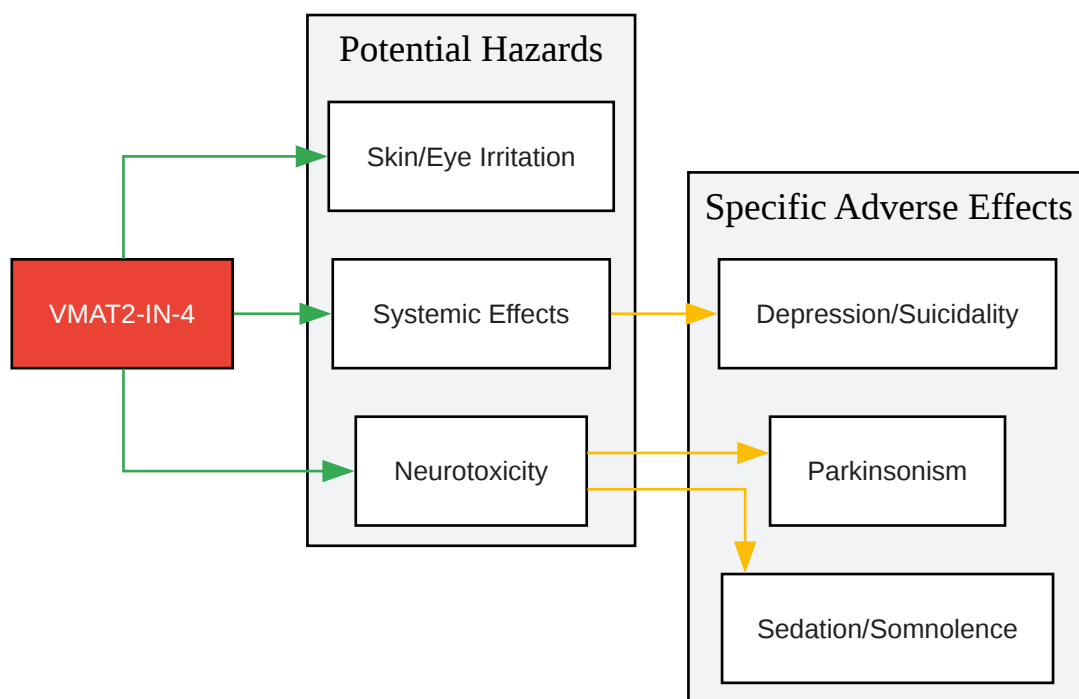 VMAT2-IN-4
Potential Hazards
Skin/Eye Irritation
Systemic Effects
Neurotoxicity
Specific Adverse Effects
Depression/Suicidality
Parkinsonism
Sedation/Somnolence